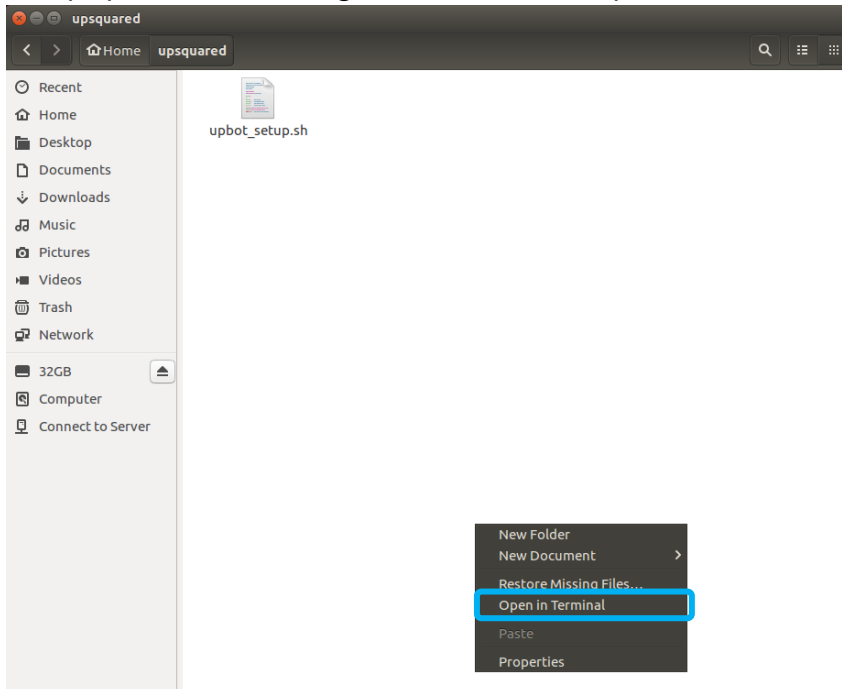 upsquared
Home upsquared
Recent
Home
Desktop
Documents
Downloads
Music
Pictures
Videos
Trash
Network
32GB
Computer
Connect to Server
upbot_setup.sh
New Folder
New Document
Restore Missing Files...
Open in Terminal
Paste
Properties